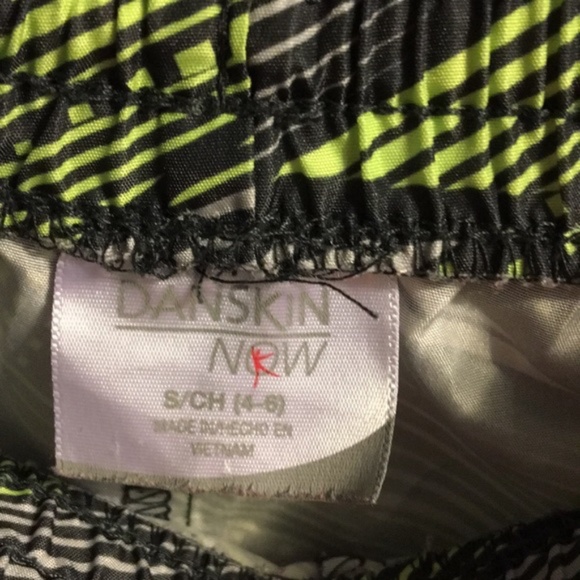 DANSKIN
NOW
K
S/CH (4-6)
MADE IN/HECHO EN
VIETNAM